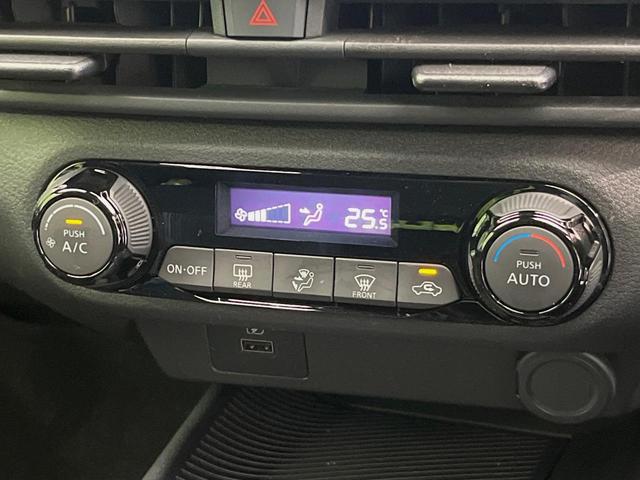 25.5°C
PUSH
A/C
ON·OFF
REAR
FRONT
PUSH
AUTO